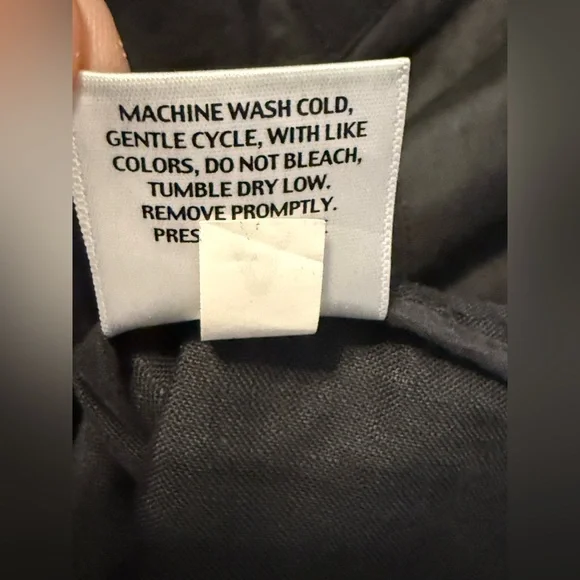 MACHINE WASH COLD,
GENTLE CYCLE, WITH LIKE
COLORS, DO NOT BLEACH,
TUMBLE DRY LOW.
REMOVE PROMPTLY.